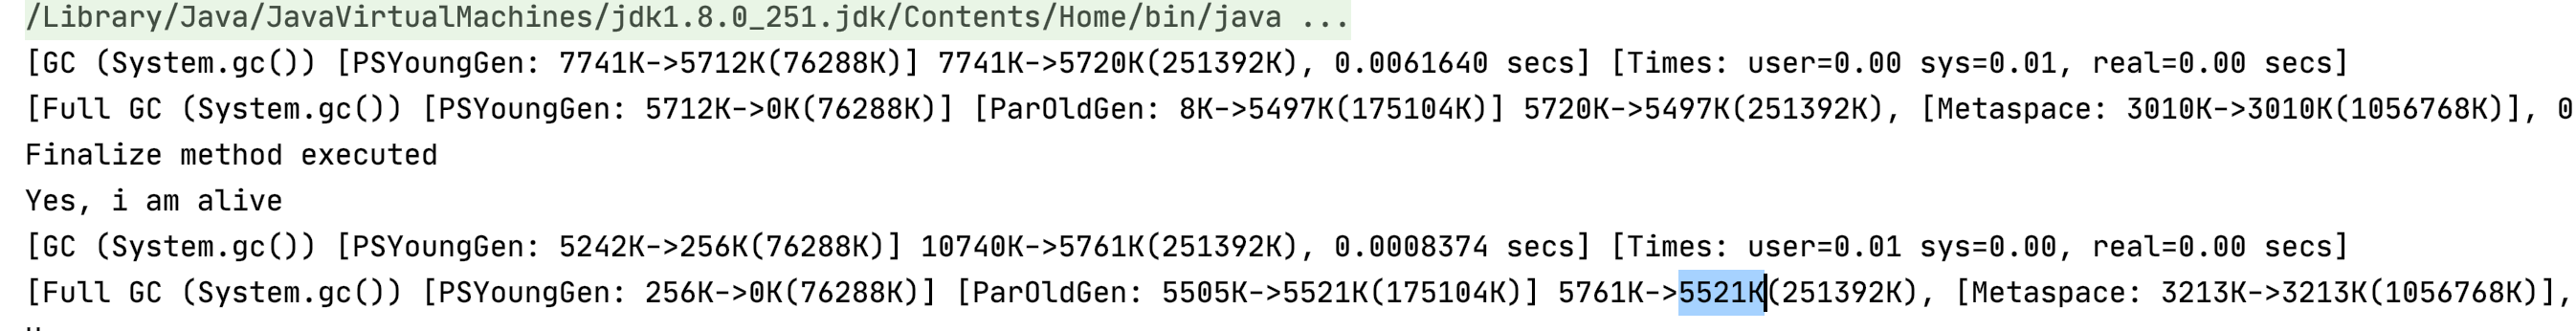 /Library/Java/JavaVirtualMachines/jdk1.8.0_251.jdk/Contents/Home/bin/java ...
[GC (System.gc()) [PSYoungGen: 7741K->5712K(76288K)] 7741K->5720K(251392K), 0.0061640 secs] [Times: user=0.00 sys=0.01, real=0.00 secs]
[Full GC (System.gc()) [PSYoungGen: 5712K->0K(76288K)] [ParOldGen: 8K->5497K(175104K)] 5720K->5497K(251392K), [Metaspace: 3010K->3010K(1056768K)], 0
Finalize method executed
Yes, i am alive
[GC (System.gc()) [PSYoungGen: 5242K->256K(76288K)] 10740K->5761K(251392K), 0.0008374 secs] [Times: user=0.01 sys=0.00, real=0.00 secs]
[Full GC (System.gc()) [PSYoungGen: 256K->0K(76288K)] [ParOldGen: 5505K->5521K(175104K)] 5761K->5521K(251392K), [Metaspace: 3213K->3213K(1056768K)],